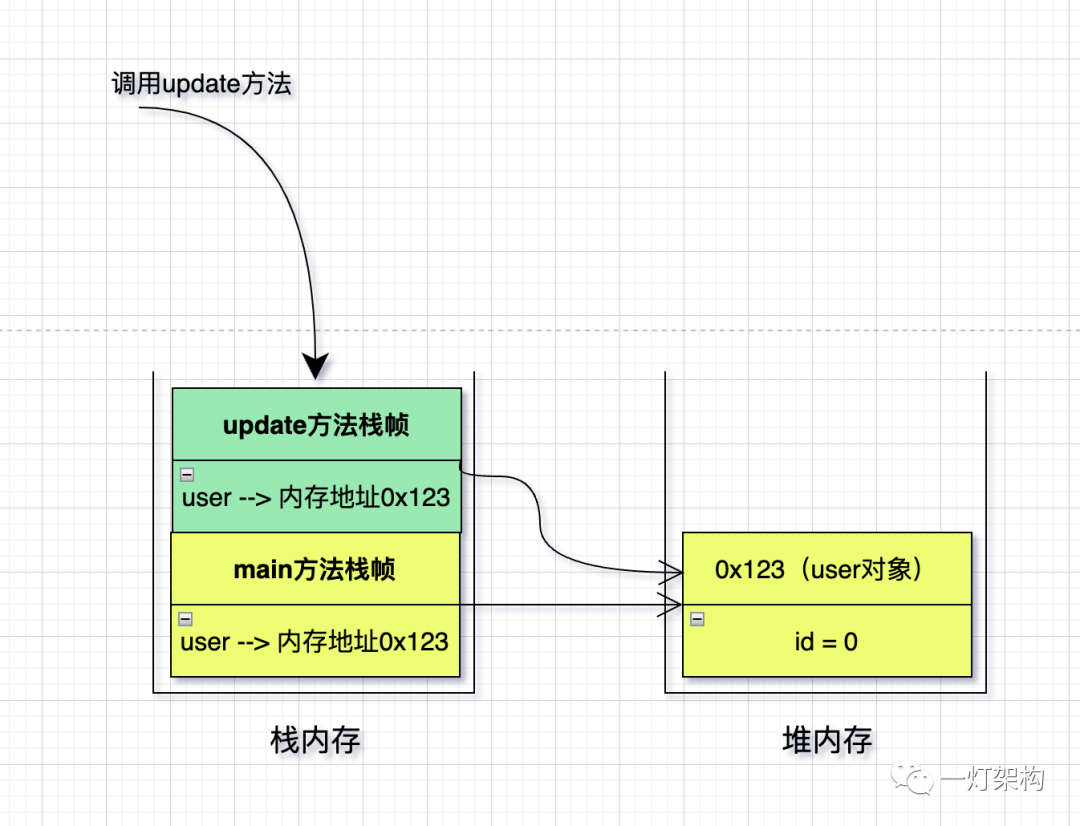 调用update方法
update方法栈帧
user --> 内存地址0x123
main方法栈帧
user --> 内存地址0x123
0x123（user对象）
id = 0
栈内存
堆内存
一灯架构